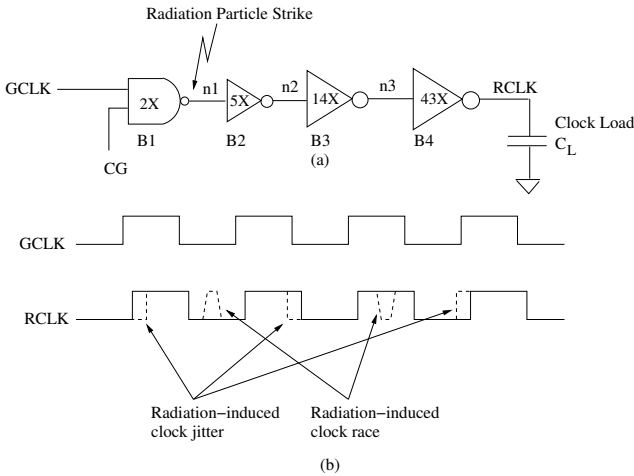 Radiation Particle Strike
GCLK
2X
n1
5X
n2
14X
n3
43X
RCLK
B1
B2
B3
B4
CG
(a)
Clock Load
C_L
GCLK
RCLK
Radiation−induced
clock jitter
Radiation−induced
clock race
(b)